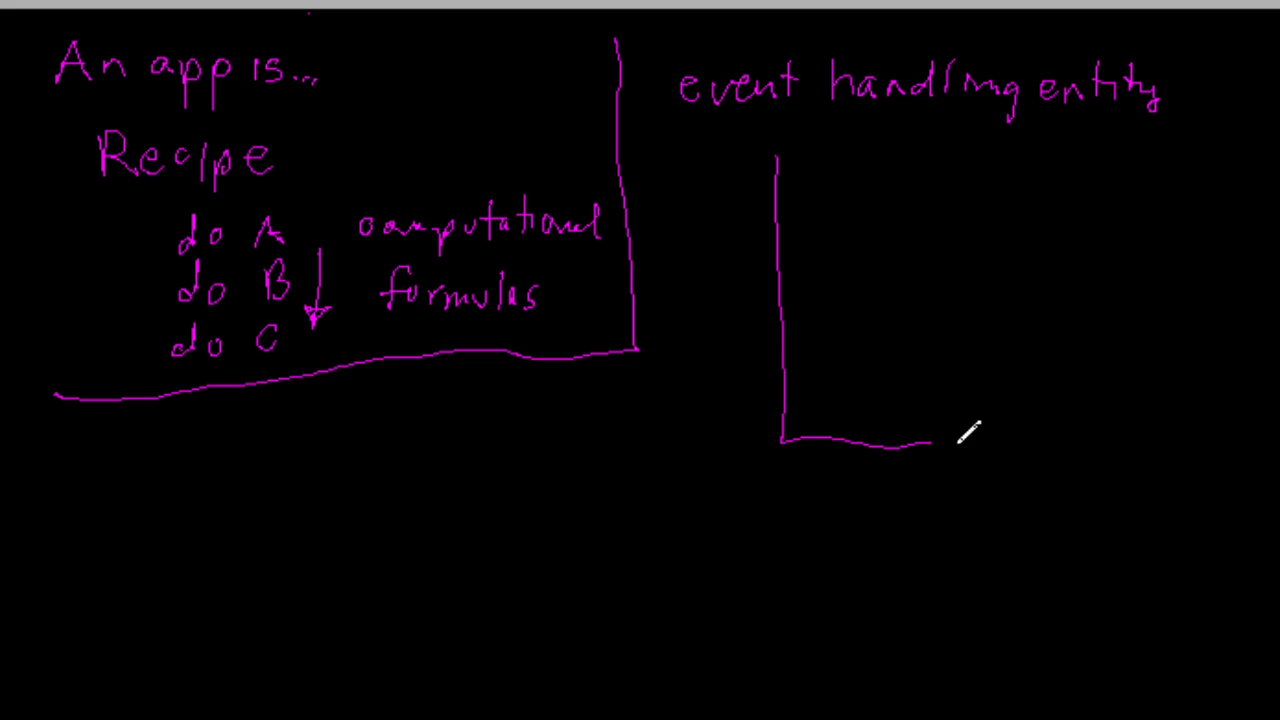 An app is...
Recipe
do A
do B
do C
computational
formulas
event handling entity